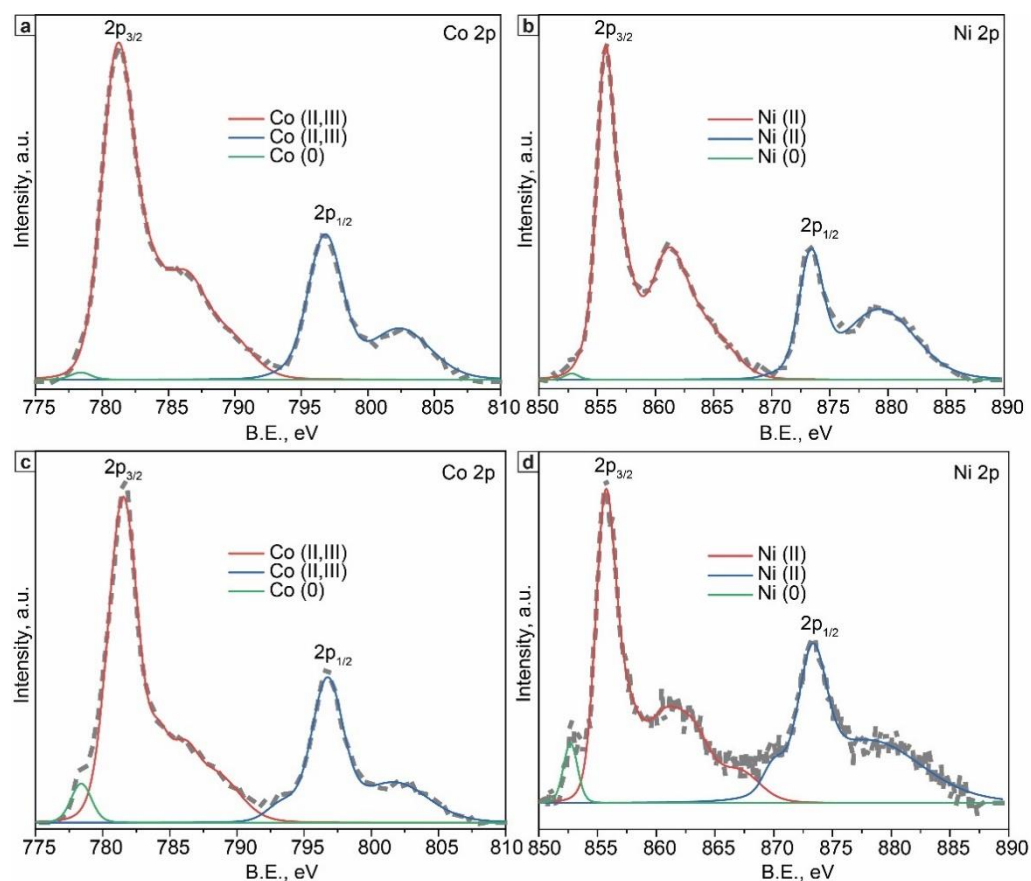 a
2p3/2
Co 2p
Co (II,III)
Co (II,III)
Co (0)
2p1/2
Intensity, a.u.
775 780 785 790 795 800 805 810
B.E., eV
b
2p3/2
Ni 2p
Ni (II)
Ni (II)
Ni (0)
2p1/2
Intensity, a.u.
850 855 860 865 870 875 880 885 890
B.E., eV
c
2p3/2
Co 2p
Co (II,III)
Co (II,III)
Co (0)
2p1/2
Intensity, a.u.
775 780 785 790 795 800 805 810
B.E., eV
d
2p3/2
Ni 2p
Ni (II)
Ni (II)
Ni (0)
2p1/2
Intensity, a.u.
850 855 860 865 870 875 880 885 890
B.E., eV